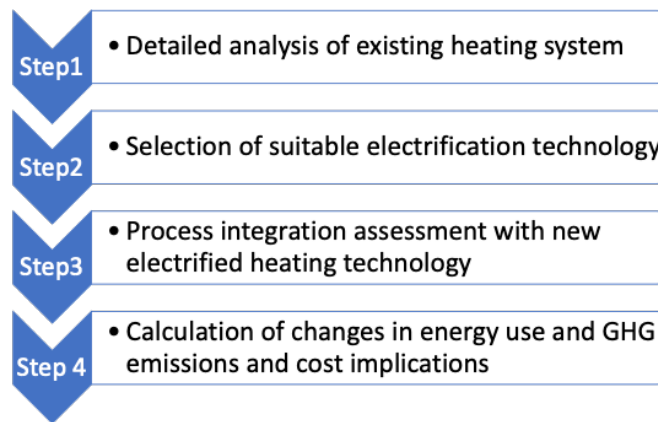 Step1
• Detailed analysis of existing heating system
Step2
• Selection of suitable electrification technology
Step3
• Process integration assessment with new
electrified heating technology
Step 4
• Calculation of changes in energy use and GHG
emissions and cost implications